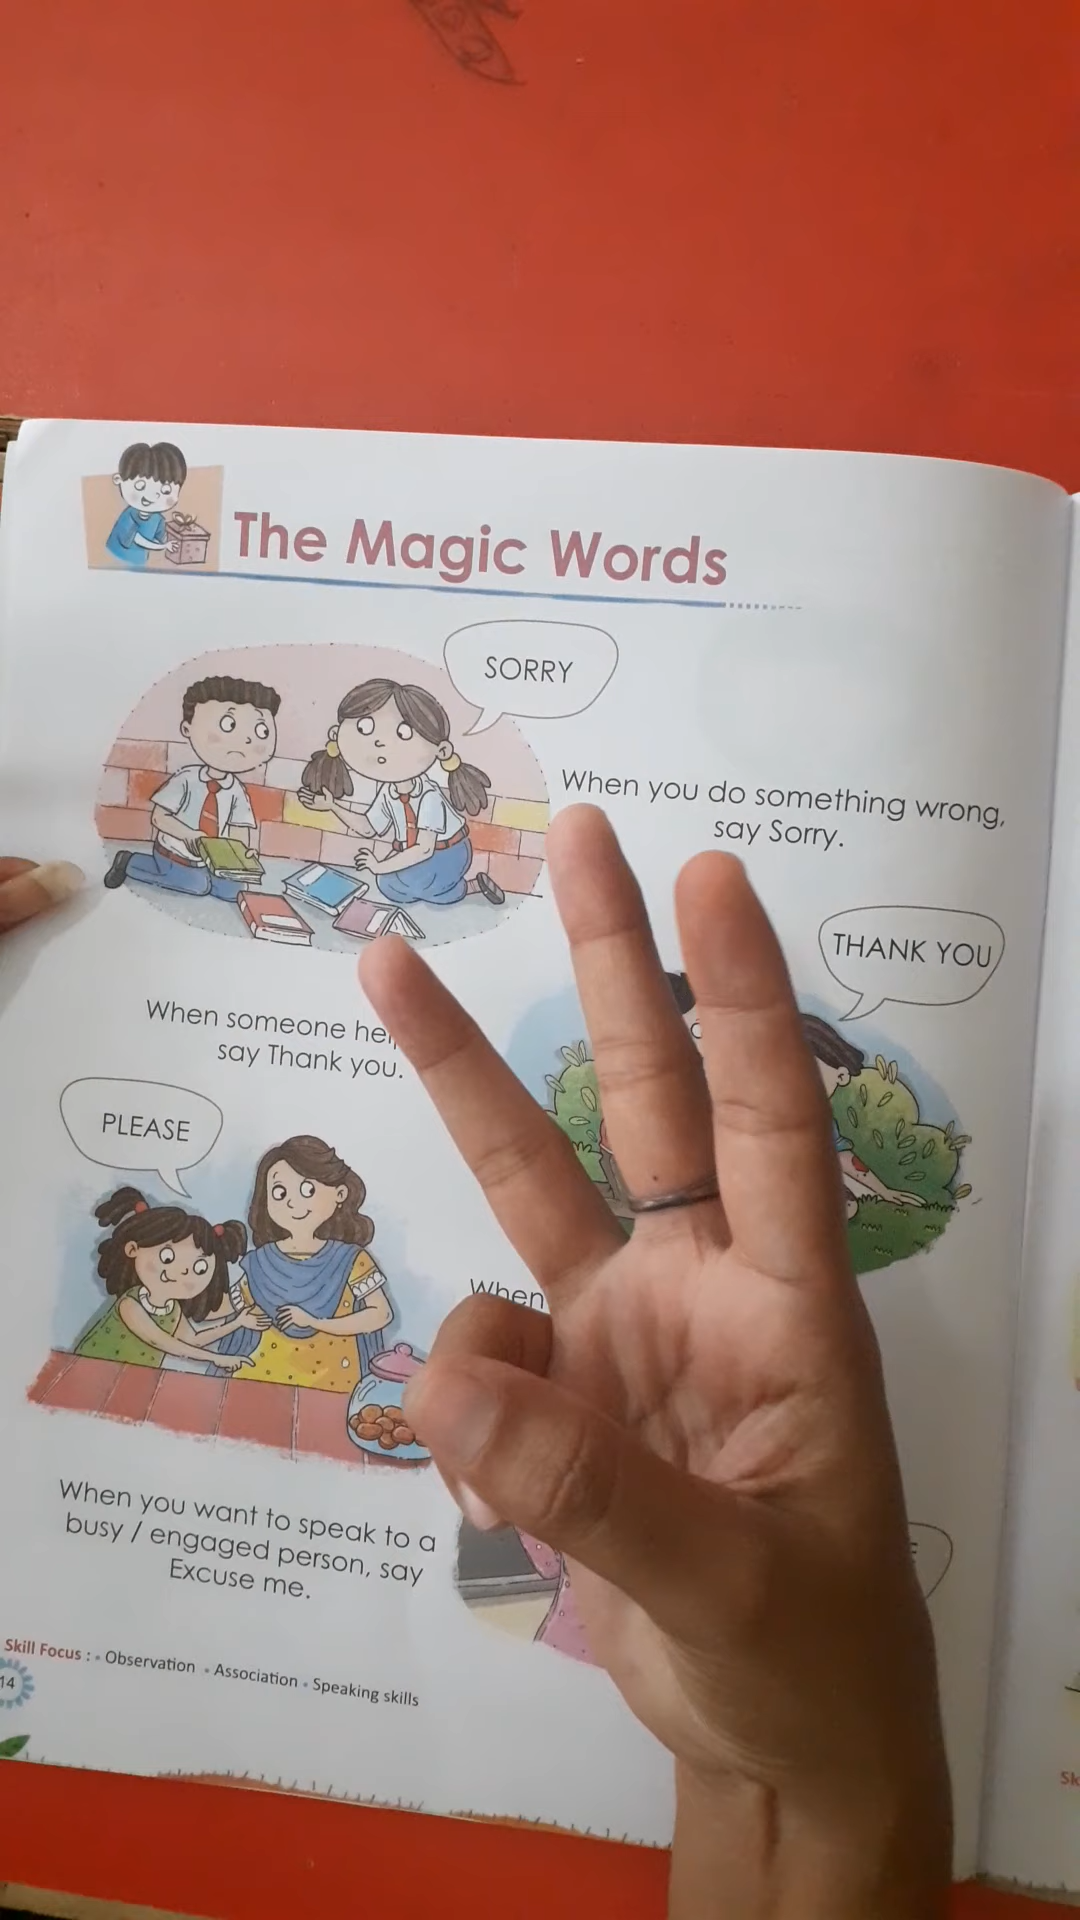 The Magic Words
SORRY
When you do something wrong,
say Sorry.
THANK YOU
When someone
say Thank you.
PLEASE
When
When you want to speak to a
busy / engaged person, say
Excuse me.
Skill Focus : • Observation • Association • Speaking skills
14